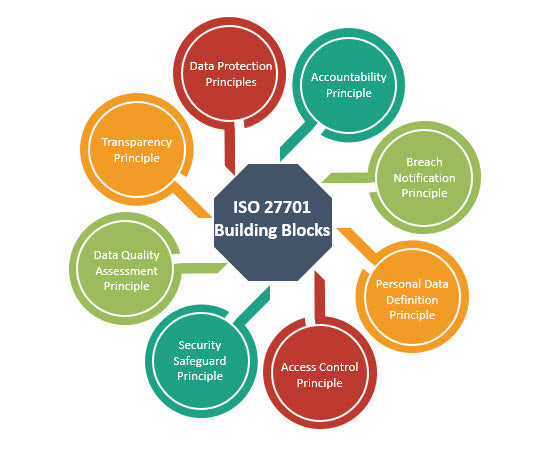 Data Protection
Principles
Accountability
Principle
Transparency
Principle
Breach
Notification
Principle
ISO 27701
Building Blocks
Data Quality
Assessment
Principle
Personal Data
Definition
Principle
Security
Safeguard
Principle
Access Control
Principle